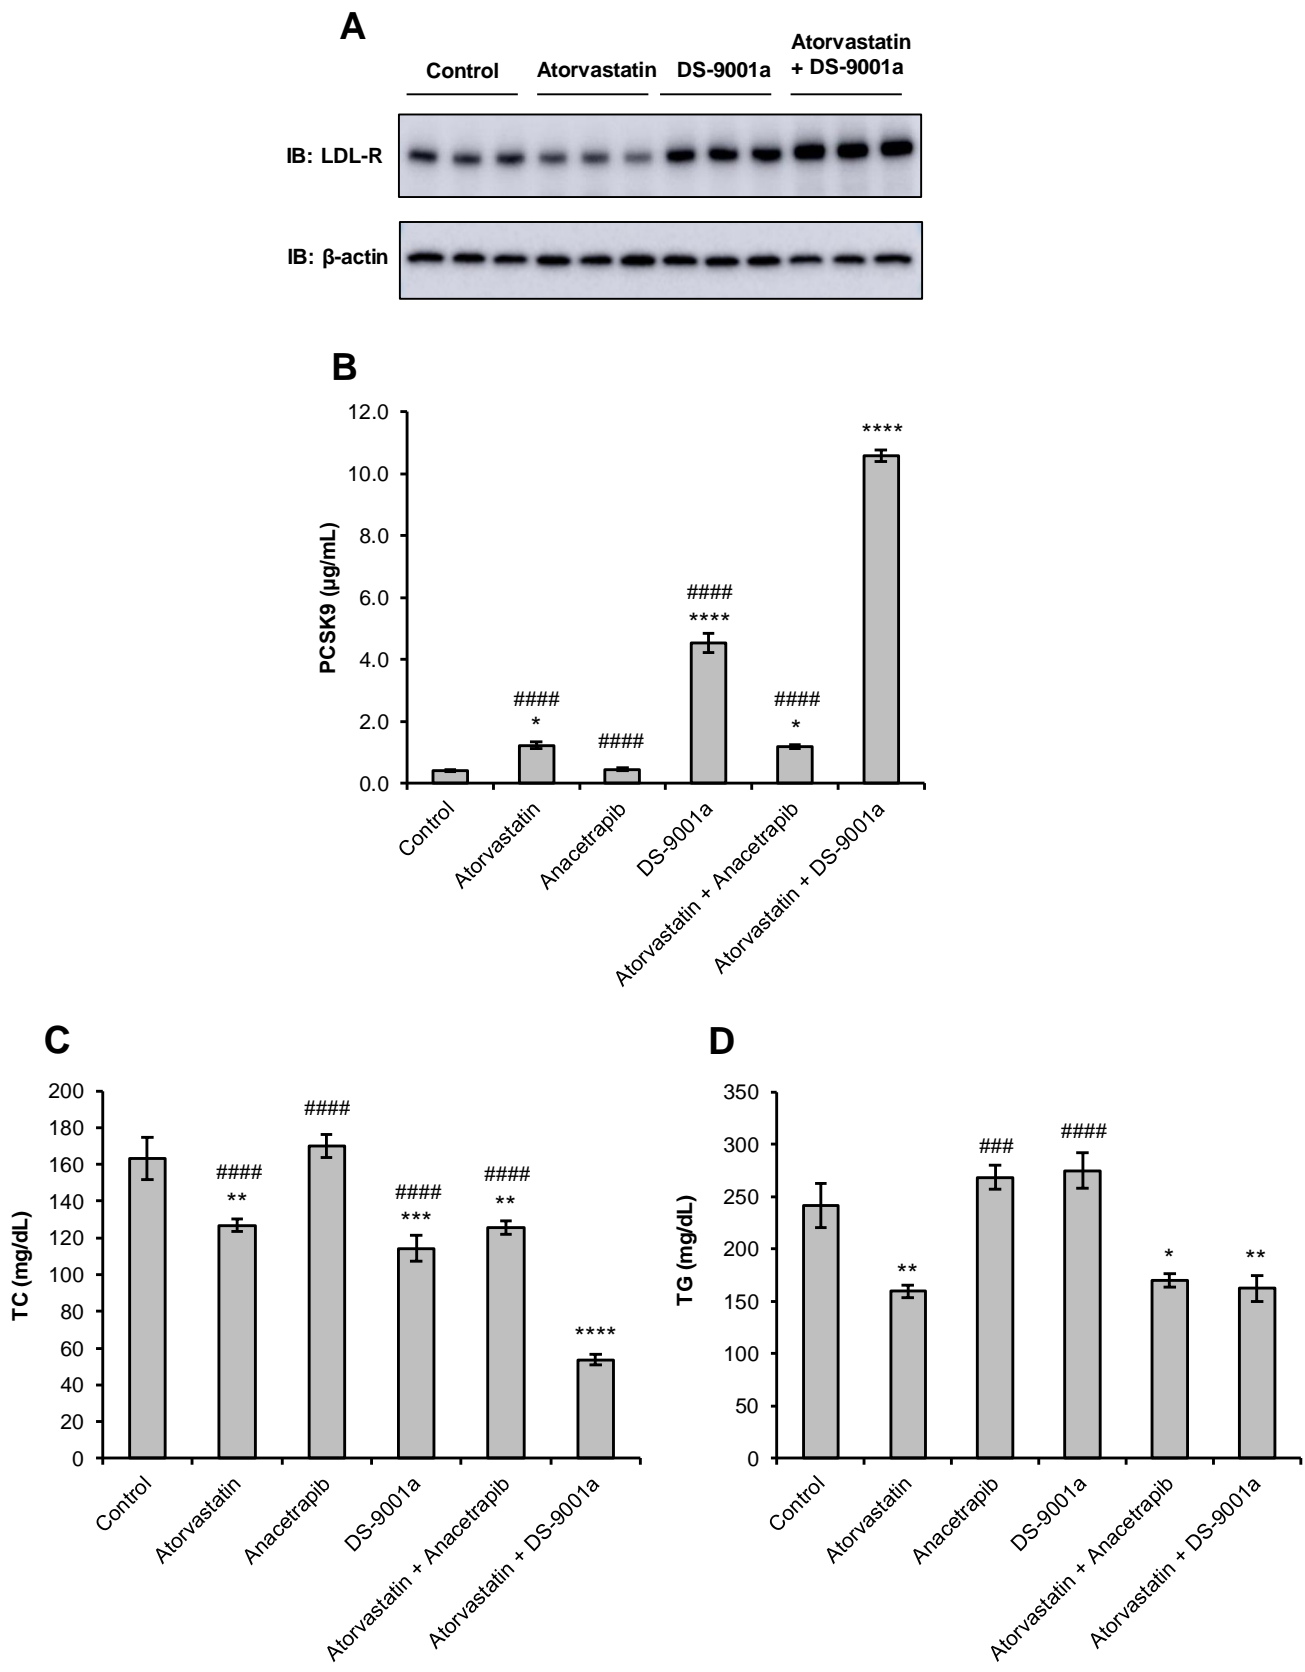 A
Control
Atorvastatin
DS-9001a
Atorvastatin
+ DS-9001a
IB: LDL-R
IB: β-actin
B
PCSK9 (μg/mL)
12.0
10.0
8.0
6.0
4.0
2.0
0.0
####
*
####
####
****
####
*
****
Control
Atorvastatin
Anacetrapib
DS-9001a
Atorvastatin + Anacetrapib
Atorvastatin + DS-9001a
C
TC (mg/dL)
200
180
160
140
120
100
80
60
40
20
0
####
**
####
####
***
####
**
****
Control
Atorvastatin
Anacetrapib
DS-9001a
Atorvastatin + Anacetrapib
Atorvastatin + DS-9001a
D
TG (mg/dL)
350
300
250
200
150
100
50
0
**
###
####
*
**
Control
Atorvastatin
Anacetrapib
DS-9001a
Atorvastatin + Anacetrapib
Atorvastatin + DS-9001a